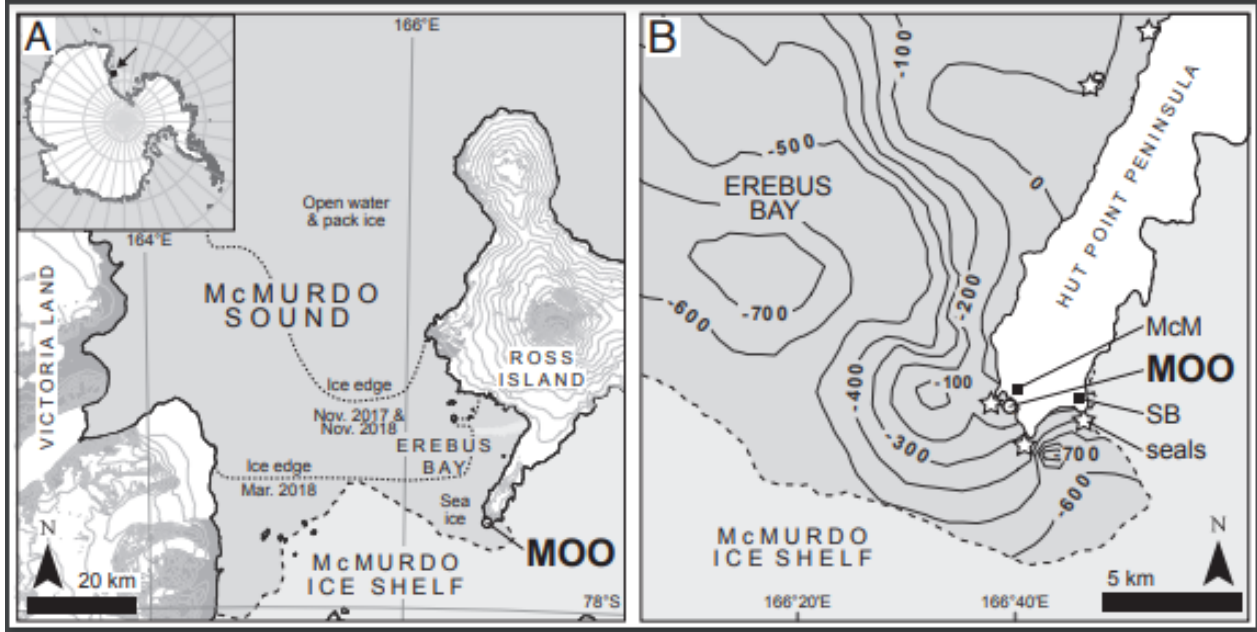 A
166°E
164°E
Open water
& pack ice
McMURDO
SOUND
VICTORIA LAND
ROSS
ISLAND
Ice edge
Nov. 2017 &
Nov. 2018
EREBUS
BAY
Ice edge
Mar. 2018
Sea
ice
MOO
McMURDO
ICE SHELF
N
20 km
78°S
B
-100
-500
EREBUS
BAY
0
HUT POINT PENINSULA
-600
-700
-200
McM
-400
-100
MOO
SB
-300
-700
seals
-600
McMURDO
ICE SHELF
N
5 km
166°20'E
166°40'E